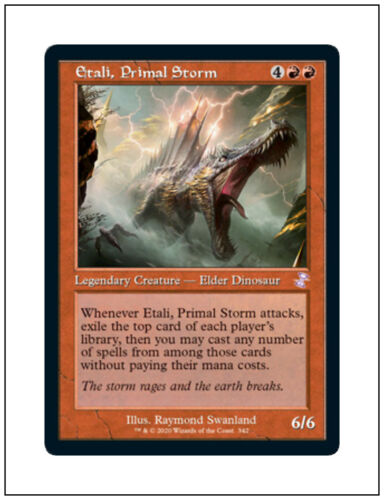 Etali, Primal Storm 4
Legendary Creature — Elder Dinosaur
Whenever Etali, Primal Storm attacks,
exile the top card of each player's
library, then you may cast any number
of spells from among those cards
without paying their mana costs.
The storm rages and the earth breaks.
Illus. Raymond Swanland
™ & © 2020 Wizards of the Coast 342
6/6